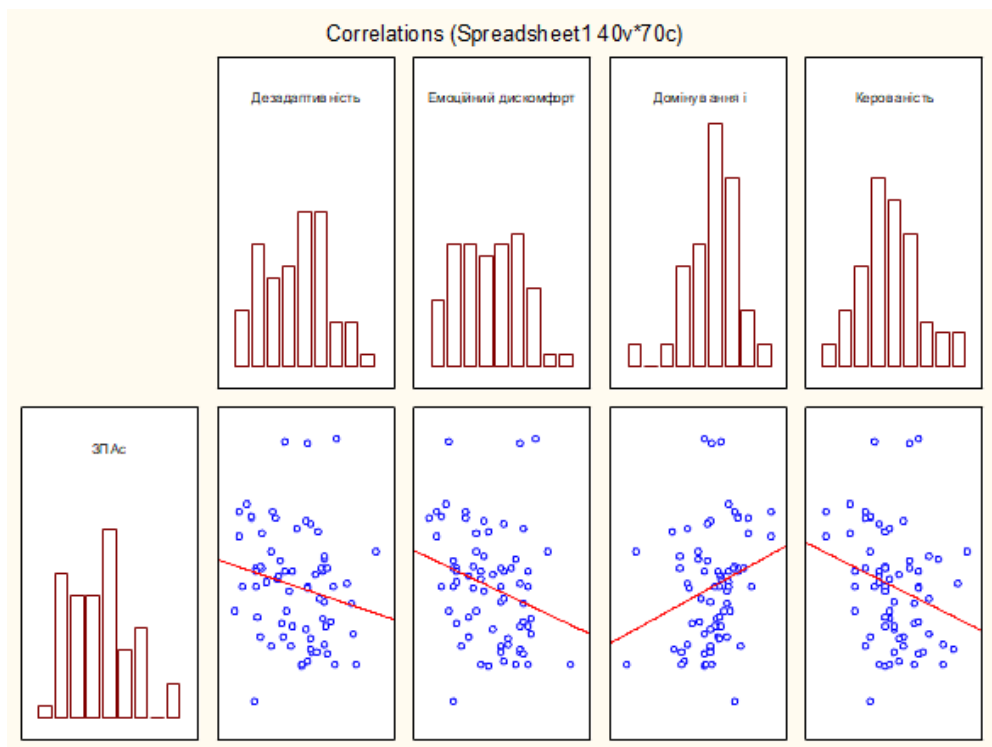 Correlations (Spreadsheet1 40v*70c)
Дезадаптивність
Емоційний дискомфорт
Домінування і
Керованість
ЗПАс